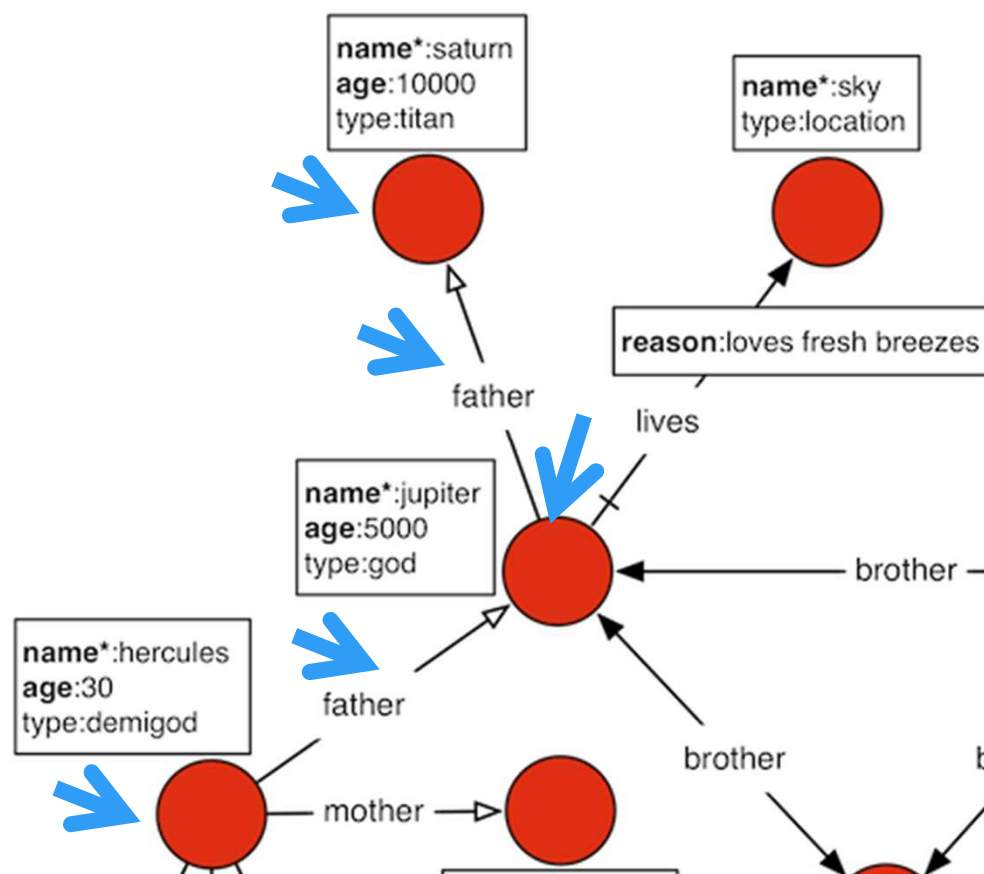 name*:saturn
age:10000
type:titan
name*:sky
type:location
reason:loves fresh breezes
father
lives
name*:jupiter
age:5000
type:god
brother
name*:hercules
age:30
type:demigod
father
brother
mother